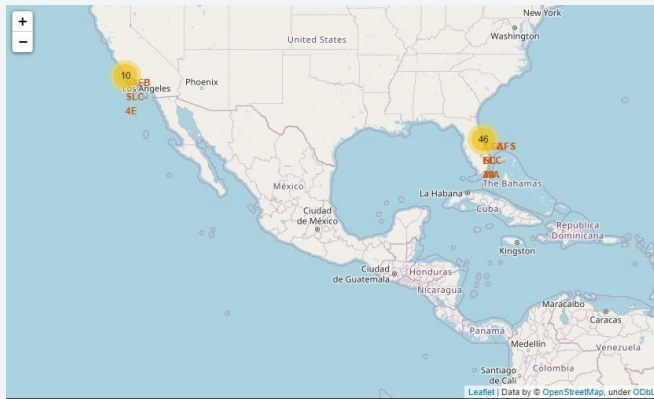 +
−
New York
Washington
United States
10
Phoenix
Los Angeles
SLC-
4E
46
The Bahamas
La Habana
Cuba
México
Ciudad
de México
República
Dominicana
Kingston
Ciudad
de Guatemala
Honduras
Nicaragua
Maracaibo
Caracas
Panamá
Medellín
Venezuela
Santiago
de Cali
Colombia
Leaflet | Data by © OpenStreetMap, under ODbL